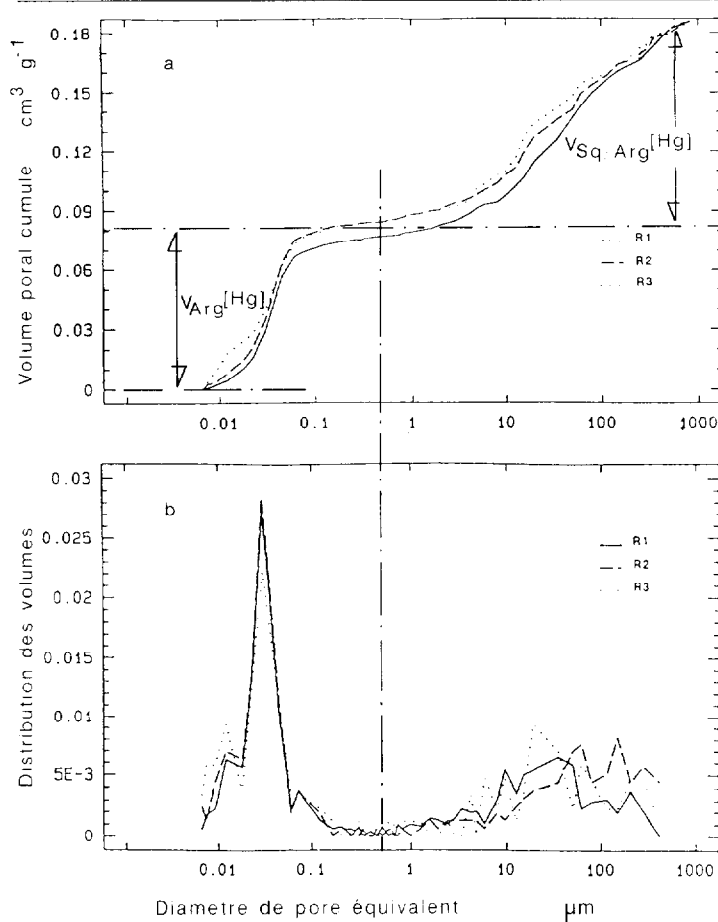 0.18
0.15
0.12
0.09
0.06
0.03
0
Volume poral cumule cm³ g⁻¹
a
V Sq, Arg [Hg]
V Arg [Hg]
R1
R2
R3
0.01 0.1 1 10 100 1000
0.03
0.025
0.02
0.015
0.01
5E-3
0
Distribution des volumes
b
R1
R2
R3
0.01 0.1 1 10 100 1000
Diametre de pore équivalent µm